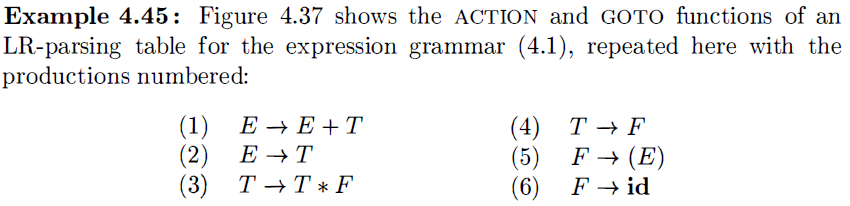 Example 4.45: Figure 4.37 shows the ACTION and GOTO functions of an
LR-parsing table for the expression grammar (4.1), repeated here with the
productions numbered:
(1) E → E + T (4) T → F
(2) E → T (5) F → (E)
(3) T → T * F (6) F → id